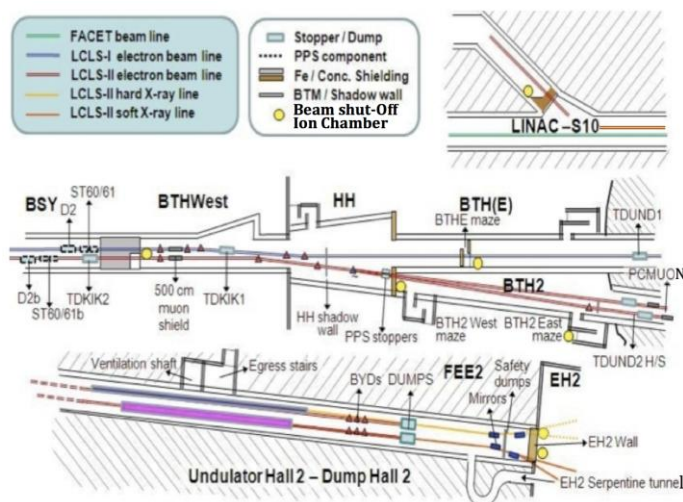 FACET beam line
LCLS-I electron beam line
LCLS-II electron beam line
LCLS-II hard X-ray line
LCLS-II soft X-ray line
Stopper / Dump
PPS component
Fe / Conc. Shielding
BTM / Shadow wall
Beam shut-Off
Ion Chamber
LINAC –S10
BSY
ST60/61
D2
BTHWest
HH
BTH(E)
BTHE maze
TDUND1
PCMUON
BTH2
D2b
ST60/61b
TDKIK2
500 cm
muon
shield
TDKIK1
HH shadow
wall
PPS stoppers
BTH2 West
maze
BTH2 East
maze
TDUND2 H/S
Ventilation shaft
Egress stairs
BYDs
DUMPS
FEE2
Safety
dumps
Mirrors
EH2
EH2 Wall
Undulator Hall 2 – Dump Hall 2
EH2 Serpentine tunnel